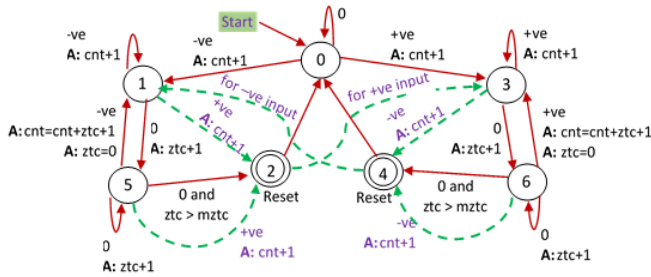 Start
0
-ve
A: cnt+1
-ve
A: cnt+1
0
+ve
A: cnt+1
+ve
A: cnt+1
1
3
for –ve input
for +ve input
+ve
A: cnt+1
-ve
A: cnt+1
-ve
A: cnt=cnt+ztc+1
A: ztc=0
0
A: ztc+1
0
A:ztc+1
+ve
A: cnt=cnt+ztc+1
A: ztc=0
2
4
Reset
Reset
5
6
0 and
ztc > mztc
0 and
ztc > mztc
0
A: ztc+1
+ve
A: cnt+1
-ve
A:cnt+1
0
A:ztc+1